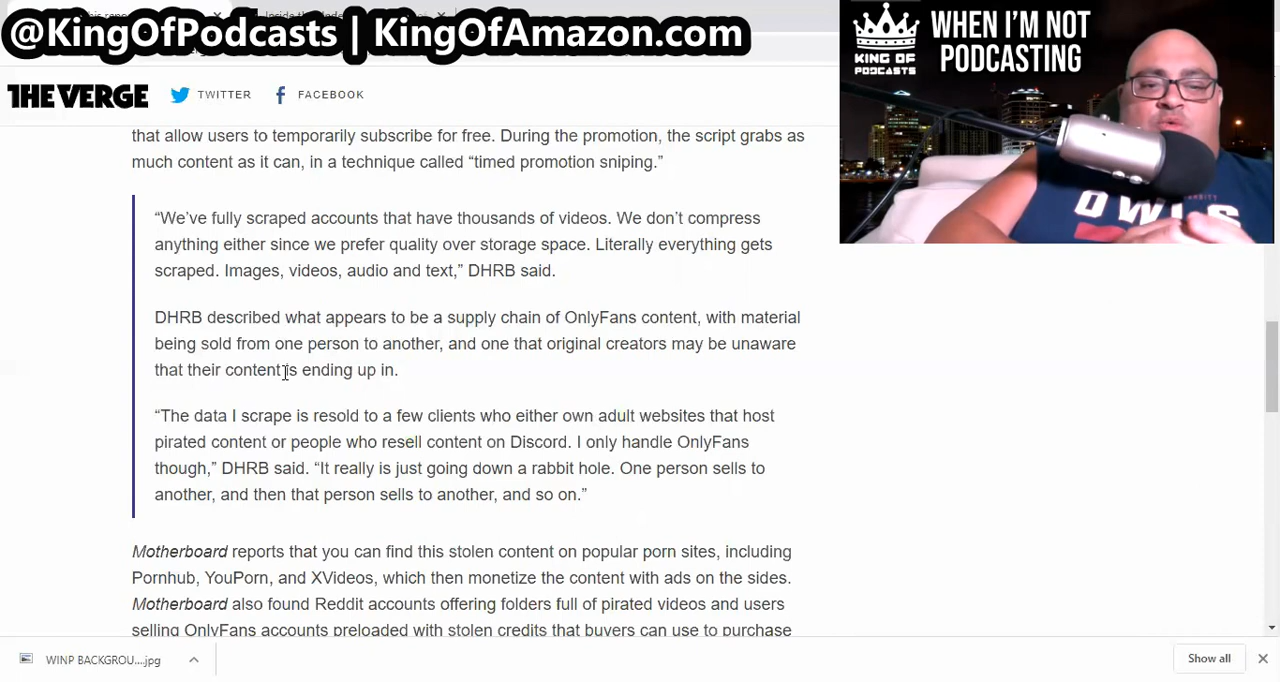 @KingOfPodcasts | KingOfAmazon.com
KING OF
PODCASTS
WHEN I'M NOT
PODCASTING
OWLS
THE VERGE
TWITTER
FACEBOOK
that allow users to temporarily subscribe for free. During the promotion, the script grabs as
much content as it can, in a technique called “timed promotion sniping.”
“We’ve fully scraped accounts that have thousands of videos. We don’t compress
anything either since we prefer quality over storage space. Literally everything gets
scraped. Images, videos, audio and text,” DHRB said.
DHRB described what appears to be a supply chain of OnlyFans content, with material
being sold from one person to another, and one that original creators may be unaware
that their content is ending up in.
“The data I scrape is resold to a few clients who either own adult websites that host
pirated content or people who resell content on Discord. I only handle OnlyFans
though,” DHRB said. “It really is just going down a rabbit hole. One person sells to
another, and then that person sells to another, and so on.”
Motherboard reports that you can find this stolen content on popular porn sites, including
Pornhub, YouPorn, and XVideos, which then monetize the content with ads on the sides.
Motherboard also found Reddit accounts offering folders full of pirated videos and users
selling OnlyFans accounts preloaded with stolen credits that buyers can use to purchase
WINP BACKGROU....jpg
Show all